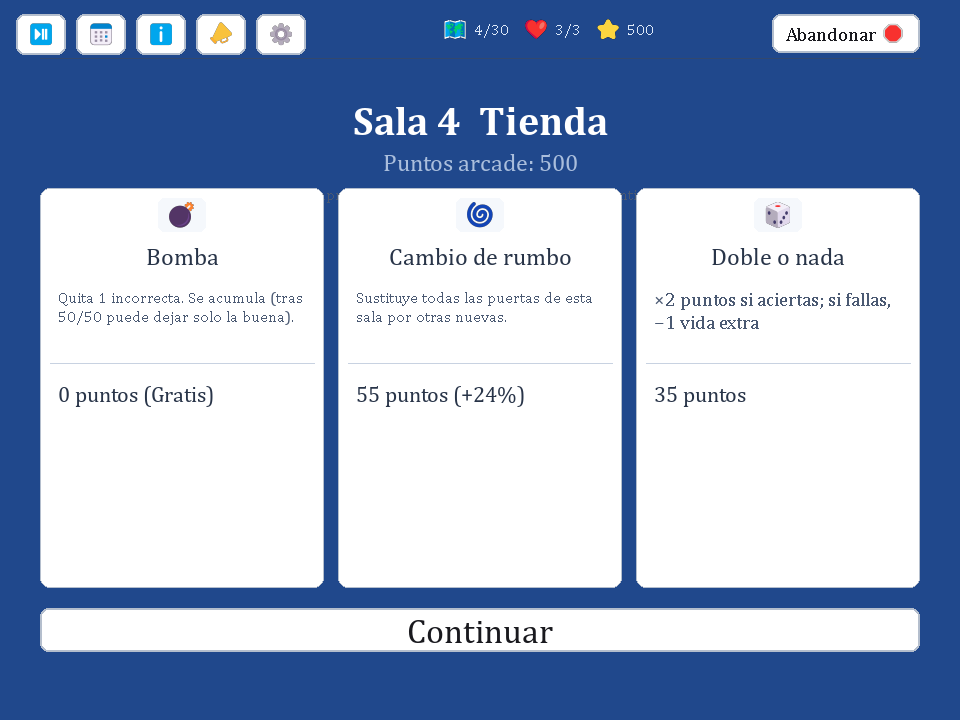 4/30
3/3
500
Abandonar
Sala 4 Tienda
Puntos arcade: 500
Bomba
Quita 1 incorrecta. Se acumula (tras
50/50 puede dejar solo la buena).
0 puntos (Gratis)
Cambio de rumbo
Sustituye todas las puertas de esta
sala por otras nuevas.
55 puntos (+24%)
Doble o nada
×2 puntos si aciertas; si fallas,
−1 vida extra
35 puntos
Continuar